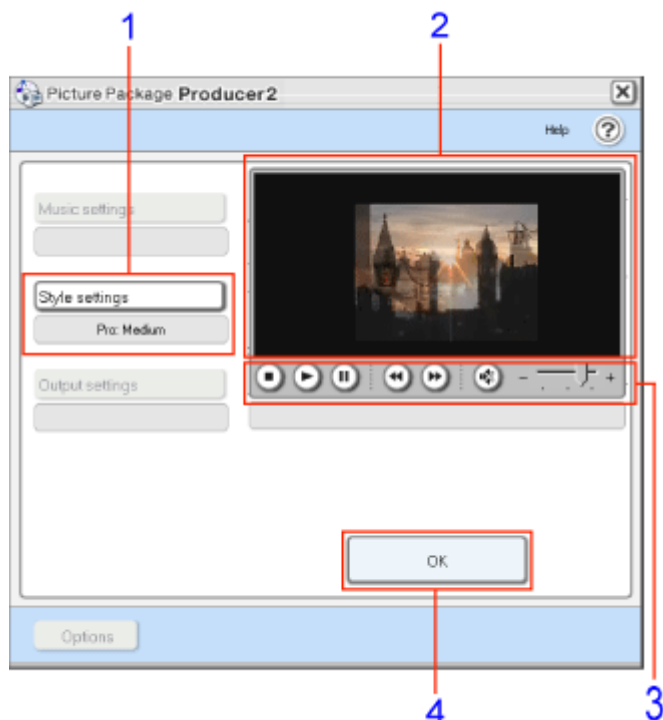 1 2
Picture Package Producer2
Help ?
Music settings
Style settings
Pro: Medium
Output settings
- +
OK
Options
4 3